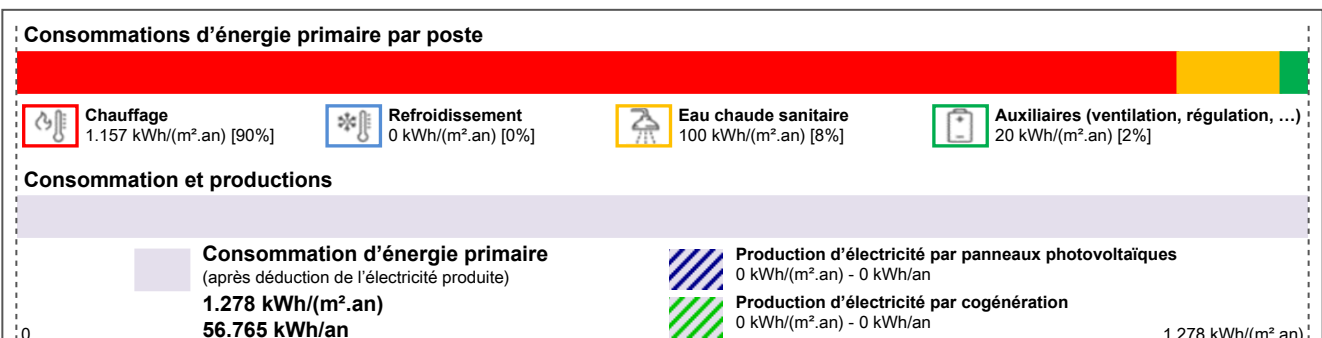 Consommations d’énergie primaire par poste
Chauffage
1.157 kWh/(m².an) [90%]
Refroidissement
0 kWh/(m².an) [0%]
Eau chaude sanitaire
100 kWh/(m².an) [8%]
Auxiliaires (ventilation, régulation, …)
20 kWh/(m².an) [2%]
Consommation et productions
Consommation d’énergie primaire
(après déduction de l’électricité produite)
1.278 kWh/(m².an)
56.765 kWh/an
Production d’électricité par panneaux photovoltaïques
0 kWh/(m².an) - 0 kWh/an
Production d’électricité par cogénération
0 kWh/(m².an) - 0 kWh/an
0
1.278 kWh/(m².an)